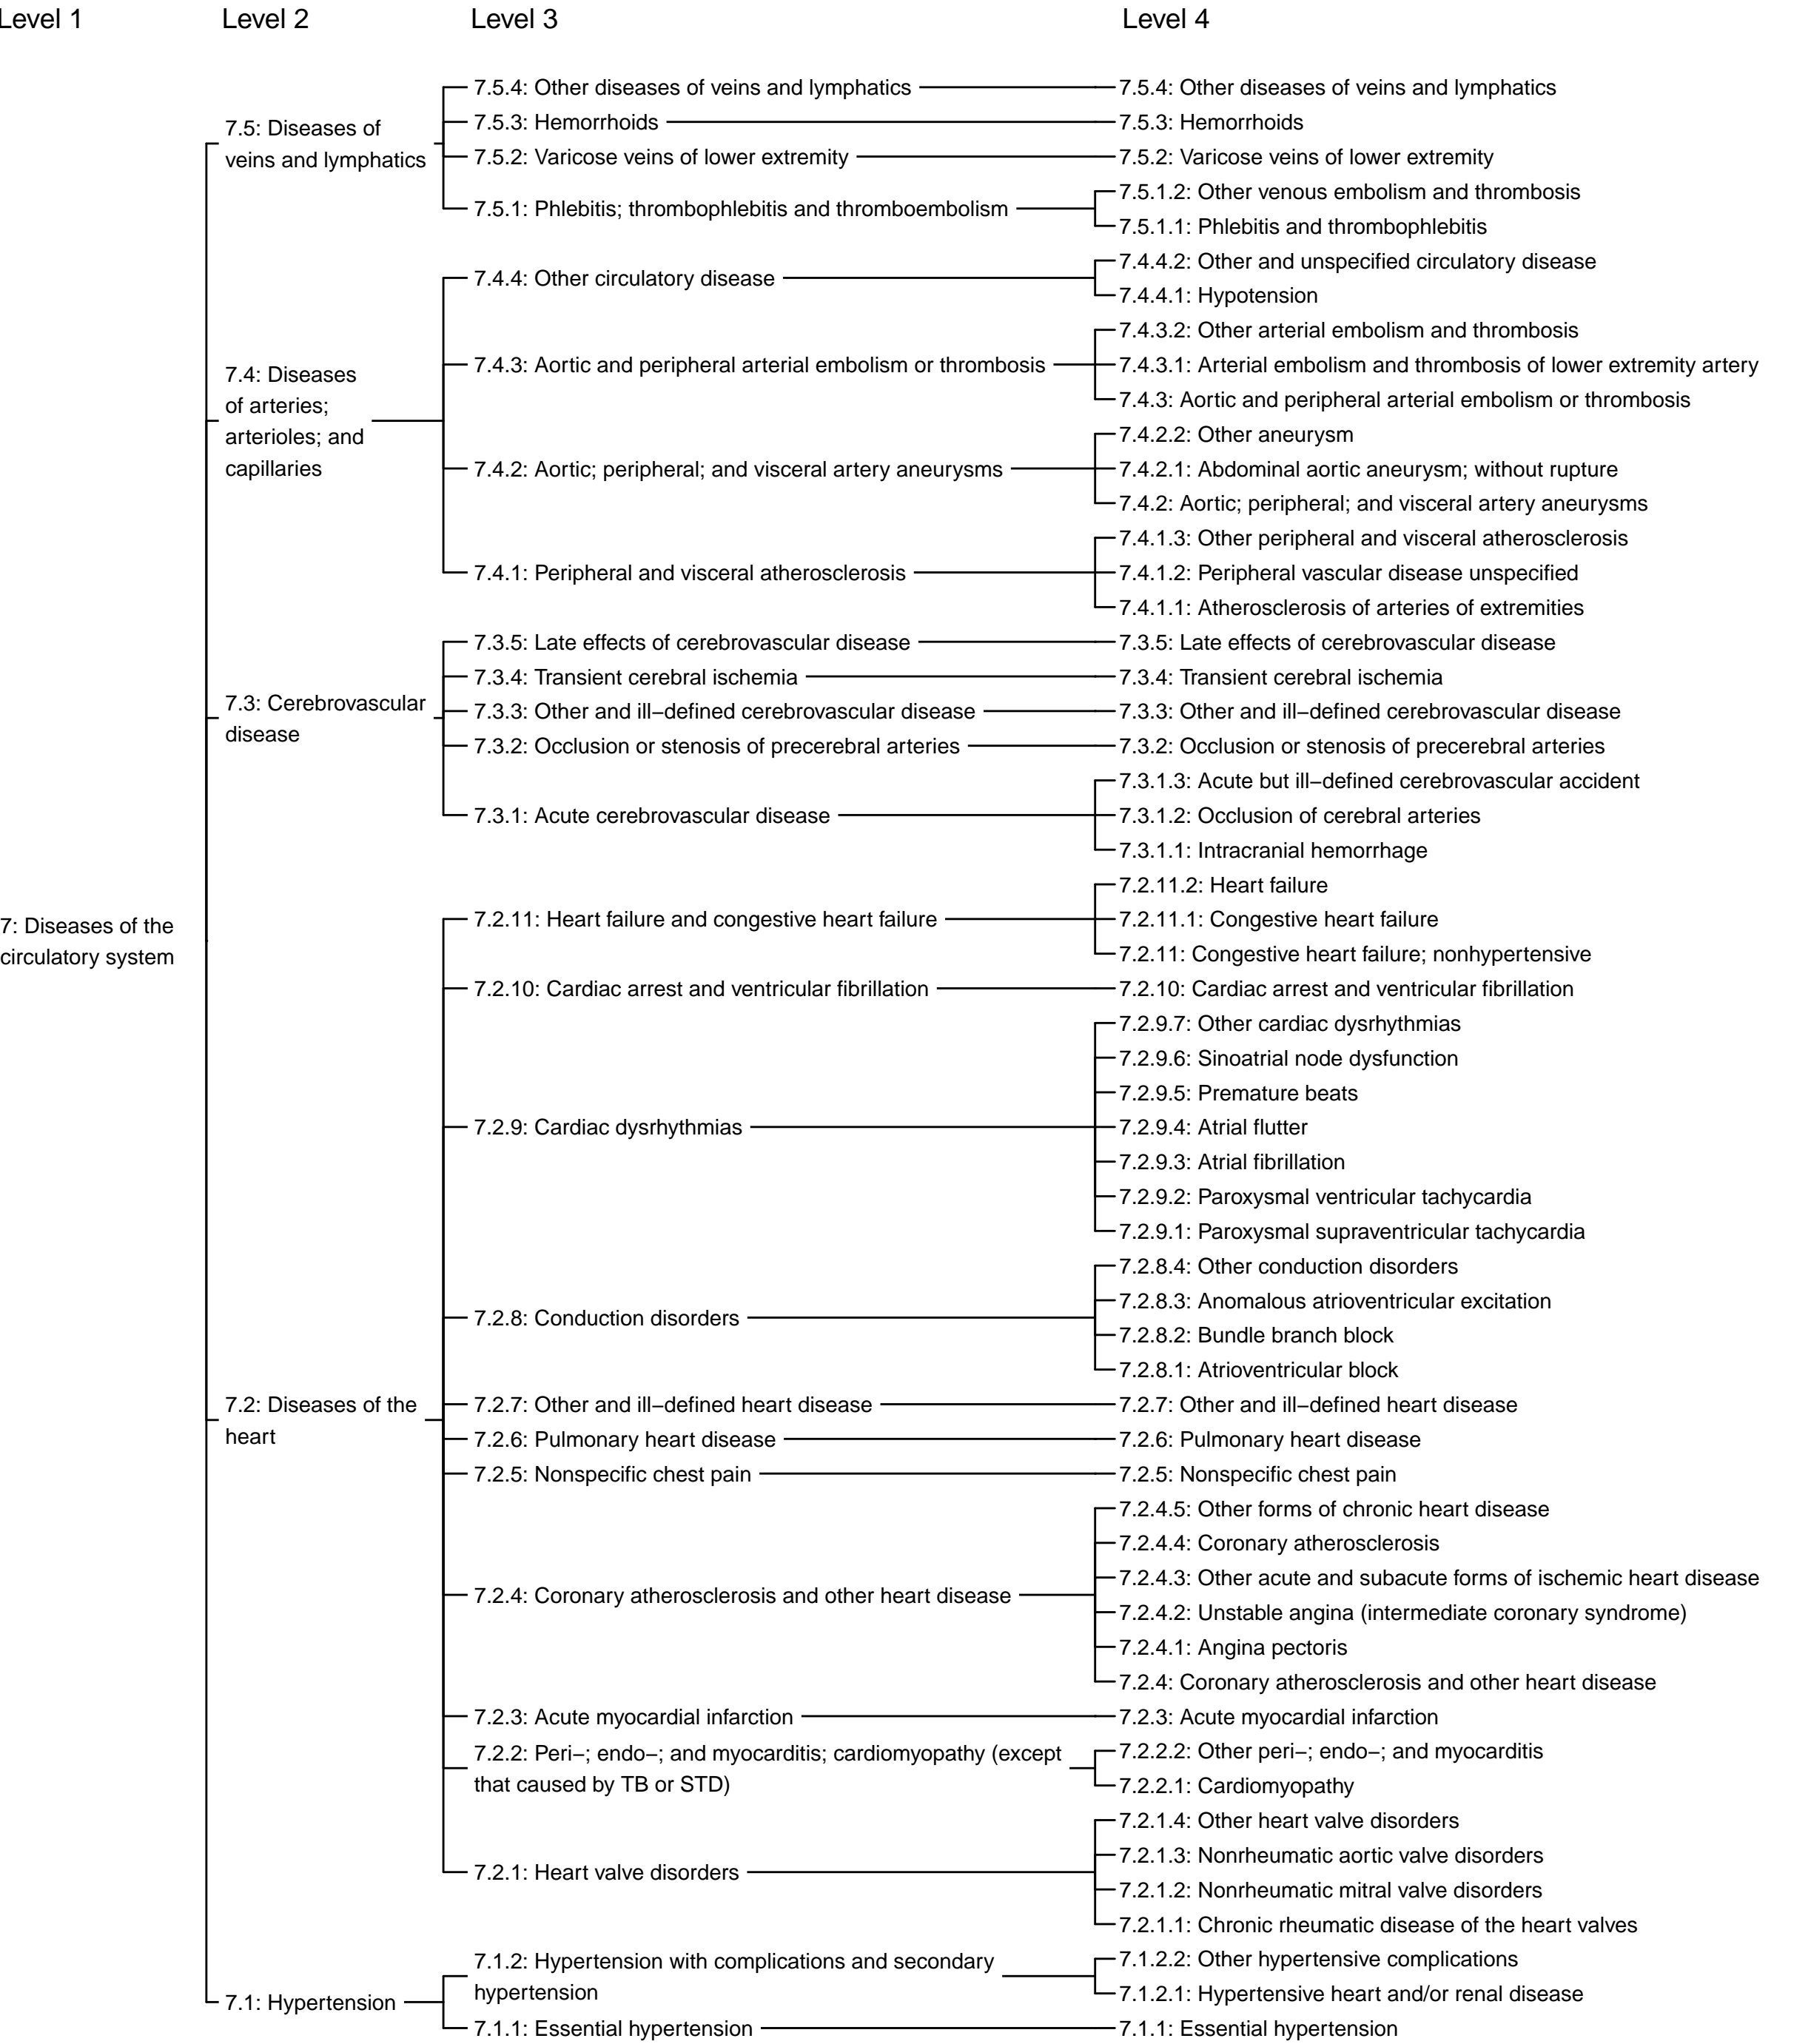 Level 1
Level 2
Level 3
Level 4
7: Diseases of the
circulatory system
7.5: Diseases of
veins and lymphatics
7.4: Diseases
of arteries;
arterioles; and
capillaries
7.3: Cerebrovascular
disease
7.2: Diseases of the
heart
7.1: Hypertension
7.5.4: Other diseases of veins and lymphatics
7.5.3: Hemorrhoids
7.5.2: Varicose veins of lower extremity
7.5.1: Phlebitis; thrombophlebitis and thromboembolism
7.4.4: Other circulatory disease
7.4.3: Aortic and peripheral arterial embolism or thrombosis
7.4.2: Aortic; peripheral; and visceral artery aneurysms
7.4.1: Peripheral and visceral atherosclerosis
7.3.5: Late effects of cerebrovascular disease
7.3.4: Transient cerebral ischemia
7.3.3: Other and ill−defined cerebrovascular disease
7.3.2: Occlusion or stenosis of precerebral arteries
7.3.1: Acute cerebrovascular disease
7.2.11: Heart failure and congestive heart failure
7.2.10: Cardiac arrest and ventricular fibrillation
7.2.9: Cardiac dysrhythmias
7.2.8: Conduction disorders
7.2.7: Other and ill−defined heart disease
7.2.6: Pulmonary heart disease
7.2.5: Nonspecific chest pain
7.2.4: Coronary atherosclerosis and other heart disease
7.2.3: Acute myocardial infarction
7.2.2: Peri−; endo−; and myocarditis; cardiomyopathy (except
that caused by TB or STD)
7.2.1: Heart valve disorders
7.1.2: Hypertension with complications and secondary
hypertension
7.1.1: Essential hypertension
7.5.4: Other diseases of veins and lymphatics
7.5.3: Hemorrhoids
7.5.2: Varicose veins of lower extremity
7.5.1.2: Other venous embolism and thrombosis
7.5.1.1: Phlebitis and thrombophlebitis
7.4.4.2: Other and unspecified circulatory disease
7.4.4.1: Hypotension
7.4.3.2: Other arterial embolism and thrombosis
7.4.3.1: Arterial embolism and thrombosis of lower extremity artery
7.4.3: Aortic and peripheral arterial embolism or thrombosis
7.4.2.2: Other aneurysm
7.4.2.1: Abdominal aortic aneurysm; without rupture
7.4.2: Aortic; peripheral; and visceral artery aneurysms
7.4.1.3: Other peripheral and visceral atherosclerosis
7.4.1.2: Peripheral vascular disease unspecified
7.4.1.1: Atherosclerosis of arteries of extremities
7.3.5: Late effects of cerebrovascular disease
7.3.4: Transient cerebral ischemia
7.3.3: Other and ill−defined cerebrovascular disease
7.3.2: Occlusion or stenosis of precerebral arteries
7.3.1.3: Acute but ill−defined cerebrovascular accident
7.3.1.2: Occlusion of cerebral arteries
7.3.1.1: Intracranial hemorrhage
7.2.11.2: Heart failure
7.2.11.1: Congestive heart failure
7.2.11: Congestive heart failure; nonhypertensive
7.2.10: Cardiac arrest and ventricular fibrillation
7.2.9.7: Other cardiac dysrhythmias
7.2.9.6: Sinoatrial node dysfunction
7.2.9.5: Premature beats
7.2.9.4: Atrial flutter
7.2.9.3: Atrial fibrillation
7.2.9.2: Paroxysmal ventricular tachycardia
7.2.9.1: Paroxysmal supraventricular tachycardia
7.2.8.4: Other conduction disorders
7.2.8.3: Anomalous atrioventricular excitation
7.2.8.2: Bundle branch block
7.2.8.1: Atrioventricular block
7.2.7: Other and ill−defined heart disease
7.2.6: Pulmonary heart disease
7.2.5: Nonspecific chest pain
7.2.4.5: Other forms of chronic heart disease
7.2.4.4: Coronary atherosclerosis
7.2.4.3: Other acute and subacute forms of ischemic heart disease
7.2.4.2: Unstable angina (intermediate coronary syndrome)
7.2.4.1: Angina pectoris
7.2.4: Coronary atherosclerosis and other heart disease
7.2.3: Acute myocardial infarction
7.2.2.2: Other peri−; endo−; and myocarditis
7.2.2.1: Cardiomyopathy
7.2.1.4: Other heart valve disorders
7.2.1.3: Nonrheumatic aortic valve disorders
7.2.1.2: Nonrheumatic mitral valve disorders
7.2.1.1: Chronic rheumatic disease of the heart valves
7.1.2.2: Other hypertensive complications
7.1.2.1: Hypertensive heart and/or renal disease
7.1.1: Essential hypertension